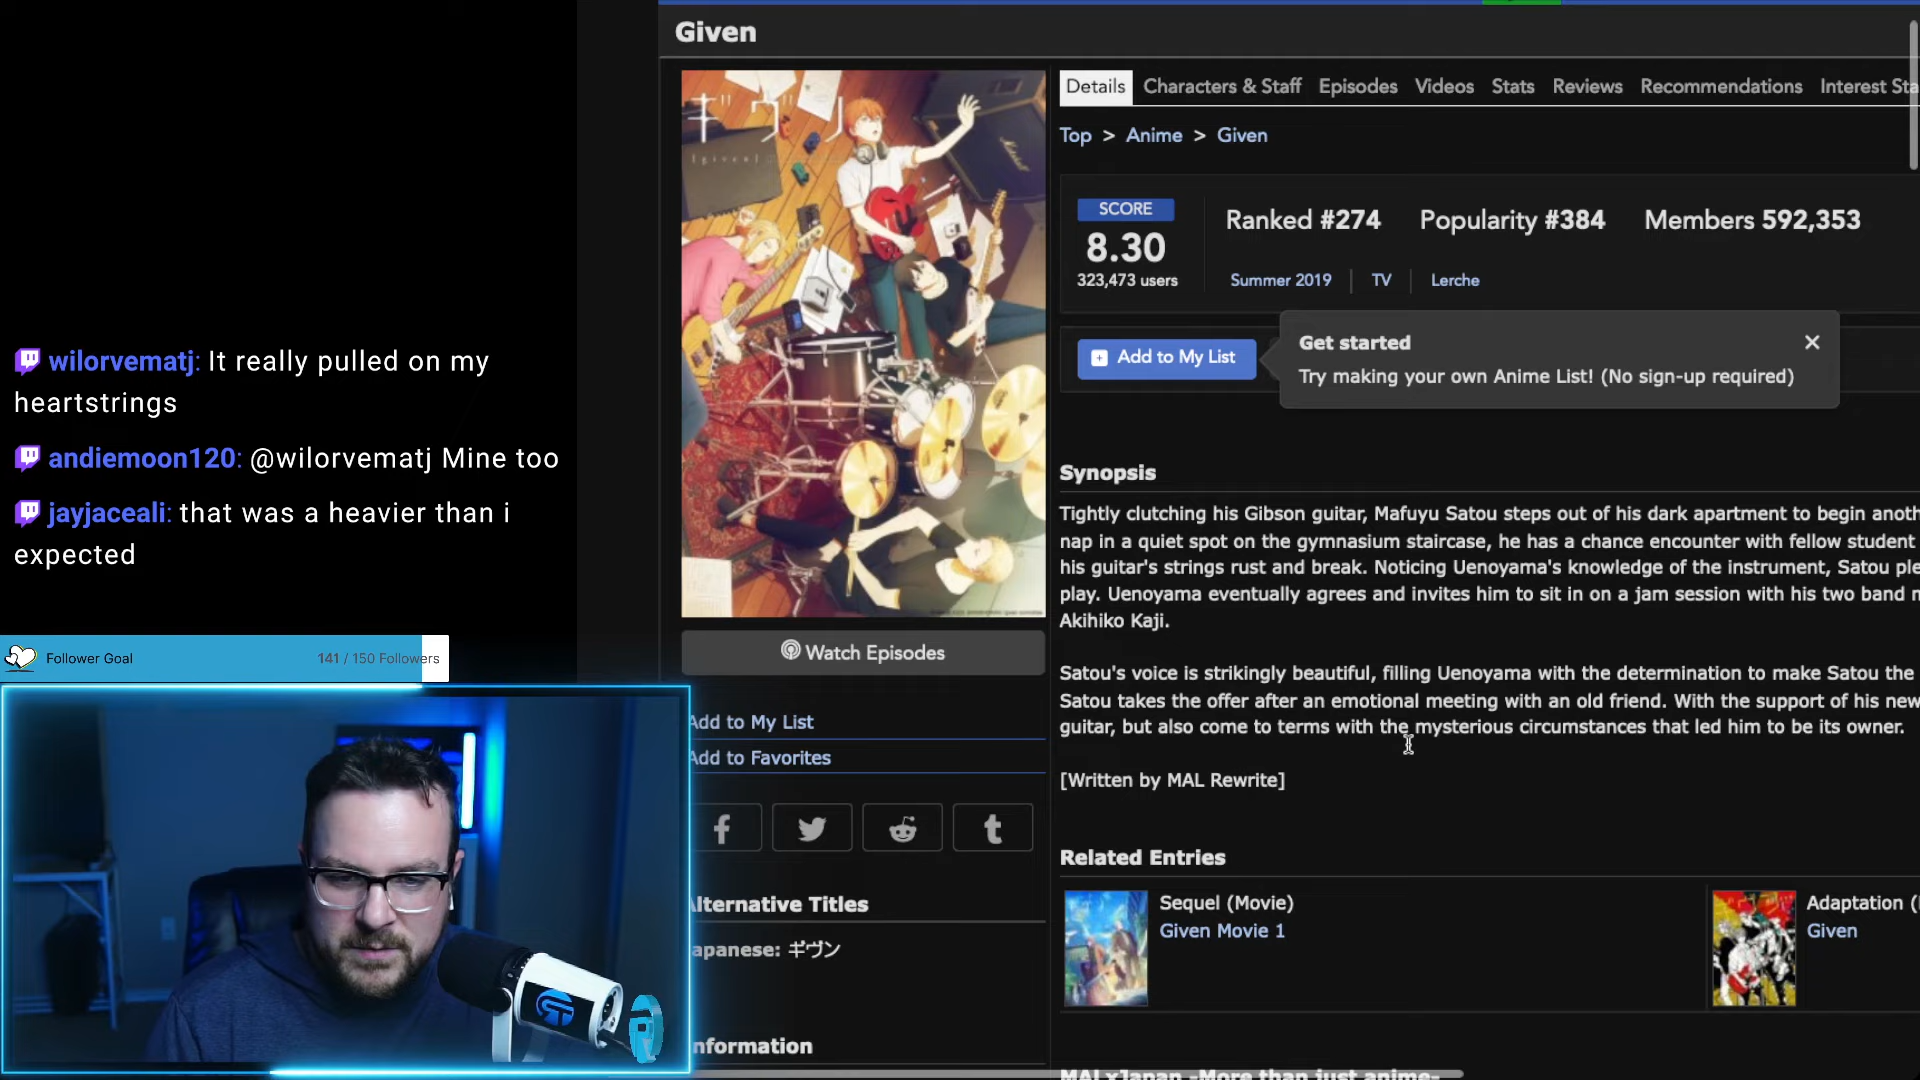 Given
ギヴン
[given]
Marshall
Details Characters & Staff Episodes Videos Stats Reviews Recommendations Interest Sta
Top > Anime > Given
SCORE
8.30
323,473 users
Ranked #274 Popularity #384 Members 592,353
Summer 2019 TV Lerche
Add to My List
Get started
Try making your own Anime List! (No sign-up required)
Synopsis
Tightly clutching his Gibson guitar, Mafuyu Satou steps out of his dark apartment to begin anoth
nap in a quiet spot on the gymnasium staircase, he has a chance encounter with fellow student
his guitar's strings rust and break. Noticing Uenoyama's knowledge of the instrument, Satou ple
play. Uenoyama eventually agrees and invites him to sit in on a jam session with his two band m
Akihiko Kaji.
Satou's voice is strikingly beautiful, filling Uenoyama with the determination to make Satou the
Satou takes the offer after an emotional meeting with an old friend. With the support of his new
guitar, but also come to terms with the mysterious circumstances that led him to be its owner.
[Written by MAL Rewrite]
Related Entries
Sequel (Movie)
Given Movie 1
Adaptation (
Given
MALxJapan -More than just anime-
Watch Episodes
Add to My List
Add to Favorites
Alternative Titles
apanese: ギヴン
nformation
wilorvematj: It really pulled on my
heartstrings
andiemoon120: @wilorvematj Mine too
jayjaceali: that was a heavier than i
expected
Follower Goal 141 / 150 Followers